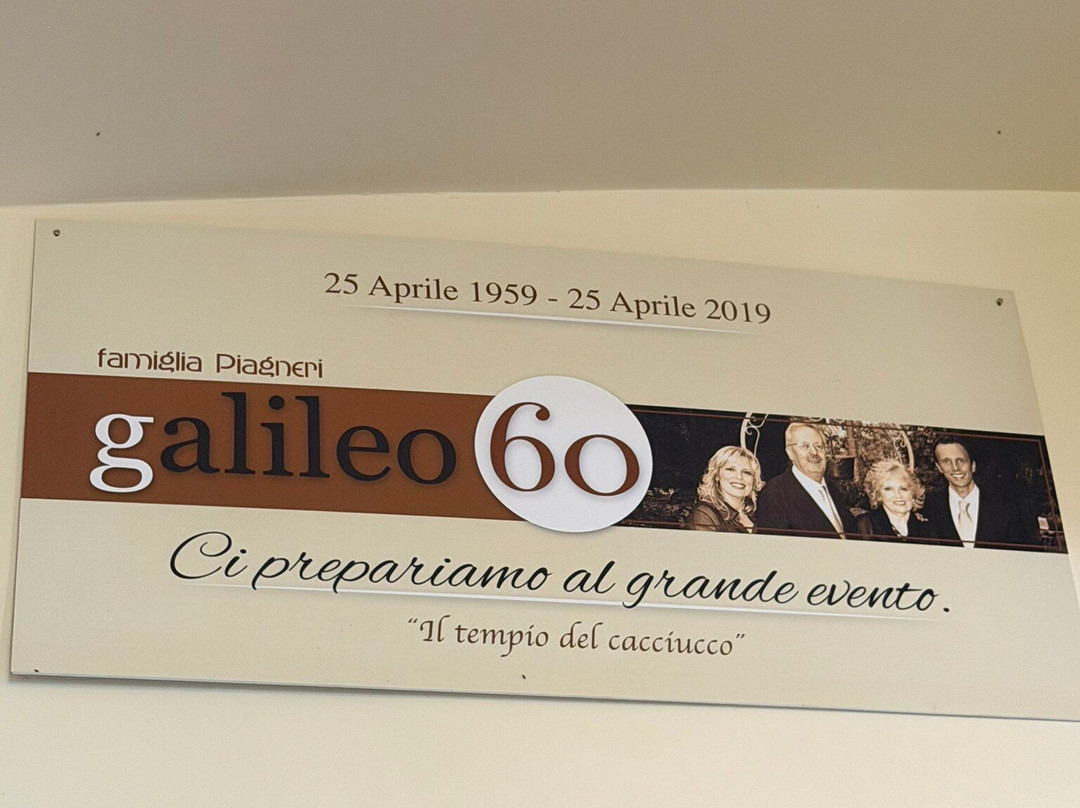 25 Aprile 1959 - 25 Aprile 2019
famiglia Piagneri
galileo 60
Ci prepariamo al grande evento.
“Il tempio del cacciucco”